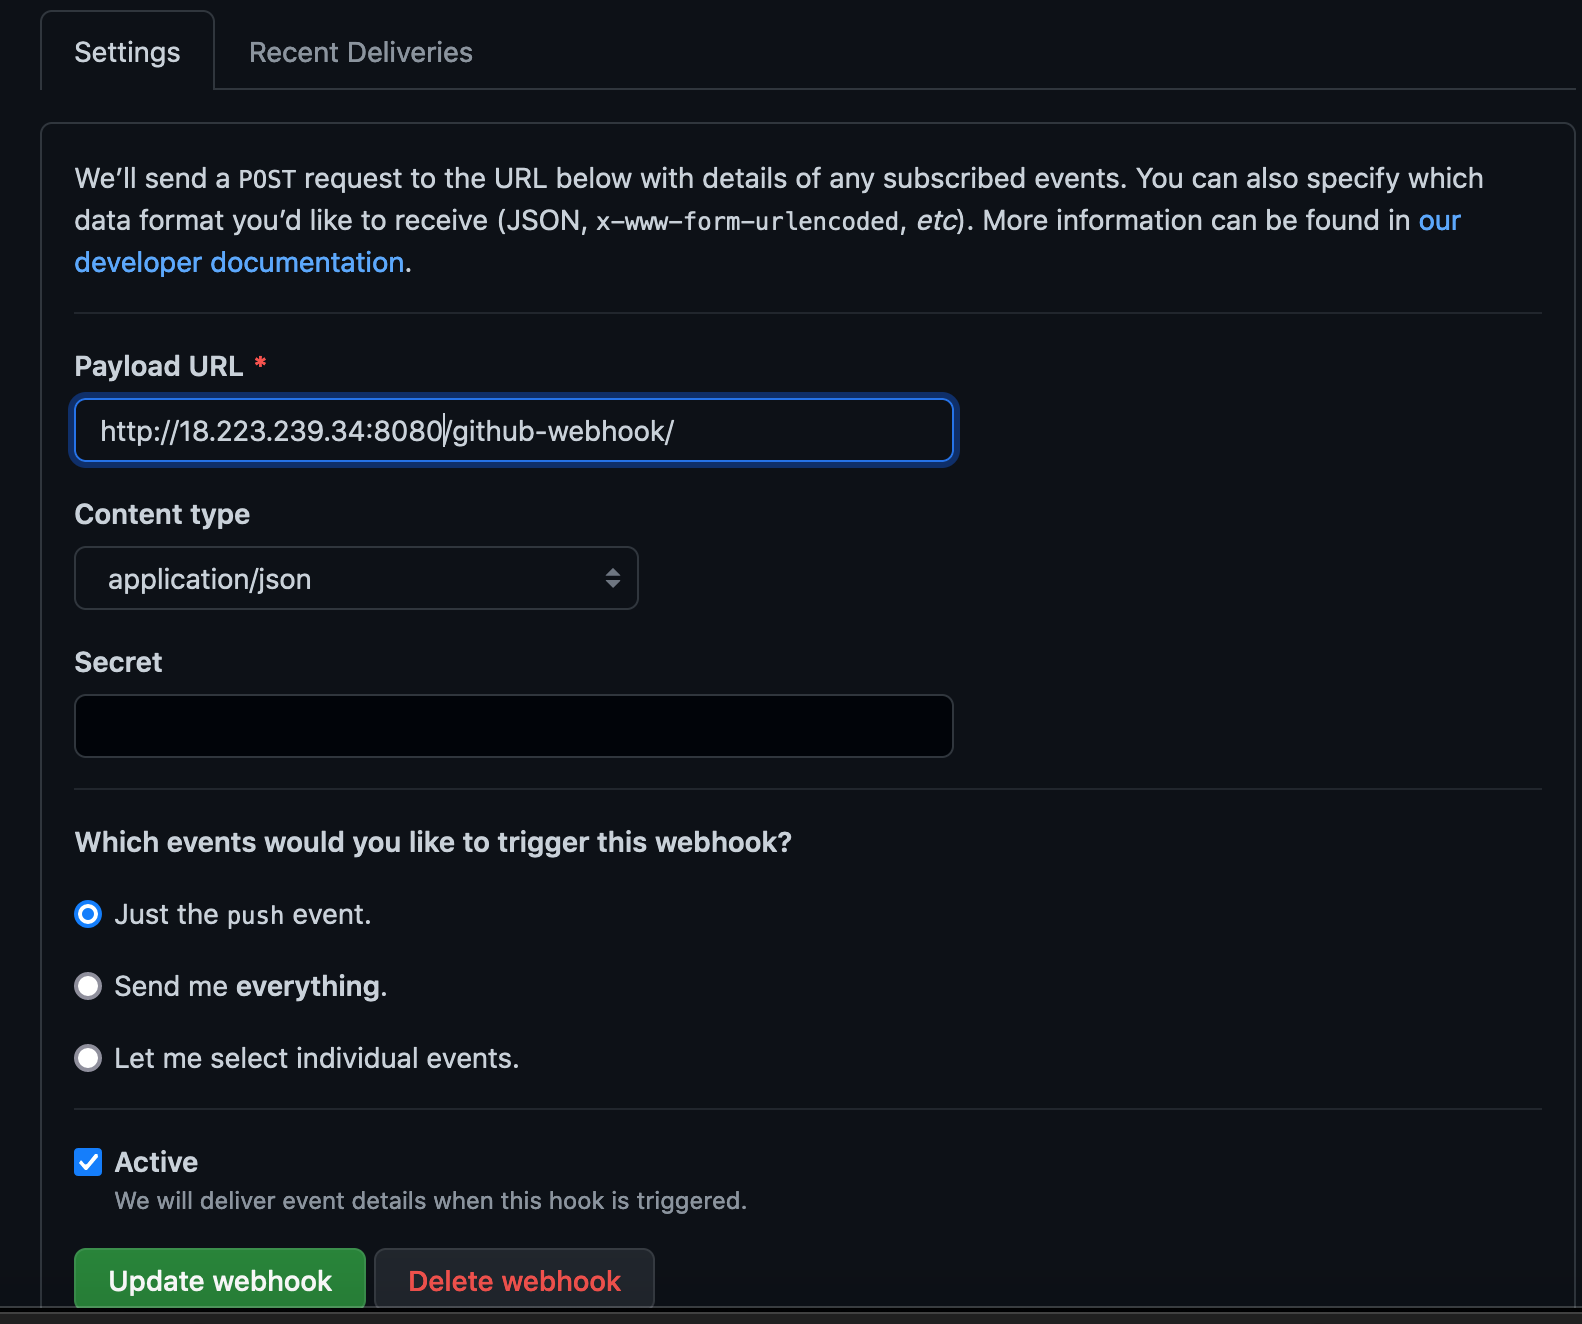 Settings
Recent Deliveries
We’ll send a POST request to the URL below with details of any subscribed events. You can also specify which
data format you’d like to receive (JSON, x-www-form-urlencoded, etc). More information can be found in our
developer documentation.
Payload URL *
http://18.223.239.34:8080/github-webhook/
Content type
application/json
Secret
Which events would you like to trigger this webhook?
Just the push event.
Send me everything.
Let me select individual events.
Active
We will deliver event details when this hook is triggered.
Update webhook
Delete webhook